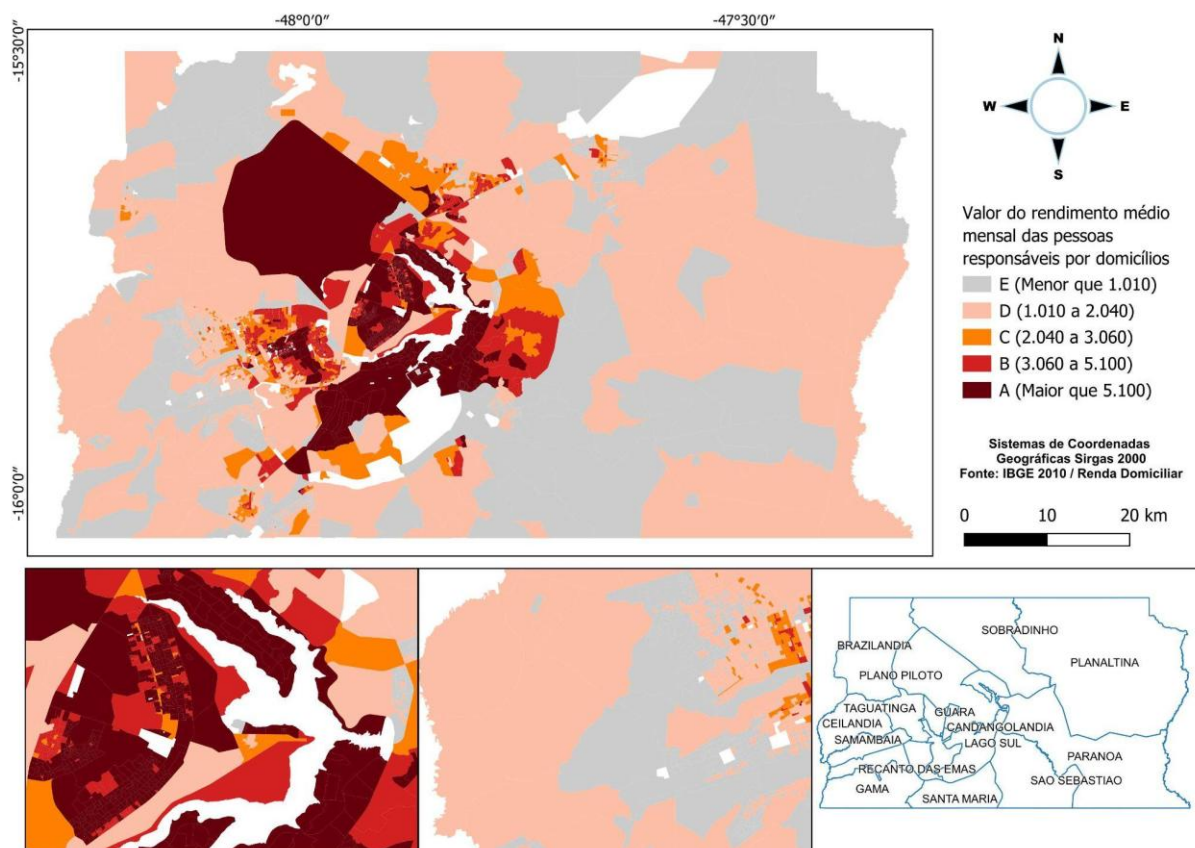 -48°0'0"
-47°30'0"
-15°30'0"
-16°0'0"
N
W
E
S
Valor do rendimento médio
mensal das pessoas
responsáveis por domicílios
E (Menor que 1.010)
D (1.010 a 2.040)
C (2.040 a 3.060)
B (3.060 a 5.100)
A (Maior que 5.100)
Sistemas de Coordenadas
Geográficas Sirgas 2000
Fonte: IBGE 2010 / Renda Domiciliar
0 10 20 km
SOBRADINHO
BRAZILANDIA
PLANALTINA
PLANO PILOTO
TAGUATINGA
GUARA
CEILANDIA
CANDANGOLANDIA
SAMAMBAIA
LAGO SUL
PARANOA
RECANTO DAS EMAS
SAO SEBASTIAO
GAMA
SANTA MARIA